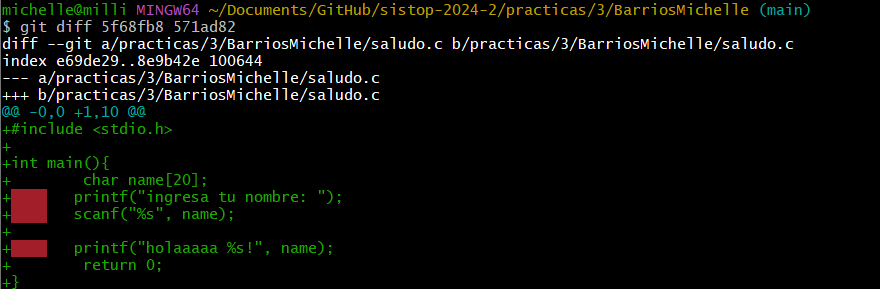 michelle@milli MINGW64 ~/Documents/GitHub/sistop-2024-2/practicas/3/BarriosMichelle (main)
$ git diff 5f68fb8 571ad82
diff --git a/practicas/3/BarriosMichelle/saludo.c b/practicas/3/BarriosMichelle/saludo.c
index e69de29..8e9b42e 100644
--- a/practicas/3/BarriosMichelle/saludo.c
+++ b/practicas/3/BarriosMichelle/saludo.c
@@ -0,0 +1,10 @@
+#include <stdio.h>
+
+int main(){
+        char name[20];
+       printf("ingresa tu nombre: ");
+       scanf("%s", name);
+
+       printf("holaaaaa %s!", name);
+        return 0;
+}